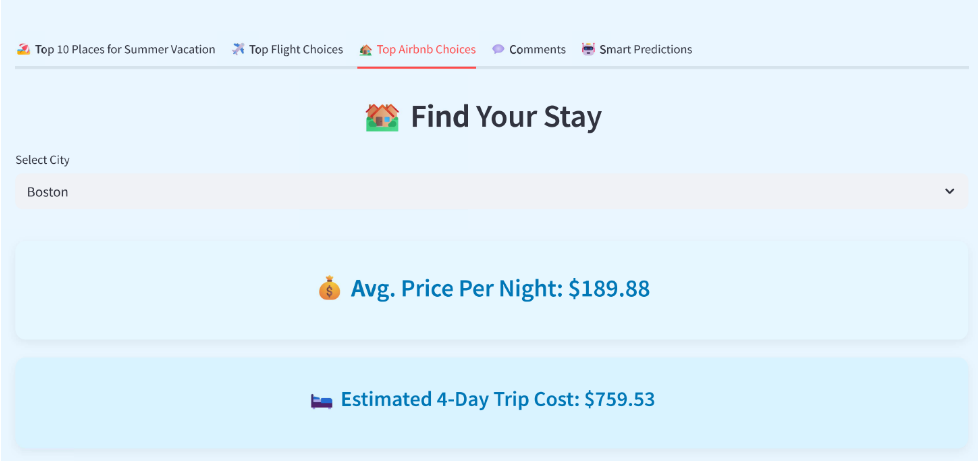 Top 10 Places for Summer Vacation Top Flight Choices Top Airbnb Choices Comments Smart Predictions
Find Your Stay
Select City
Boston
Avg. Price Per Night: $189.88
Estimated 4-Day Trip Cost: $759.53